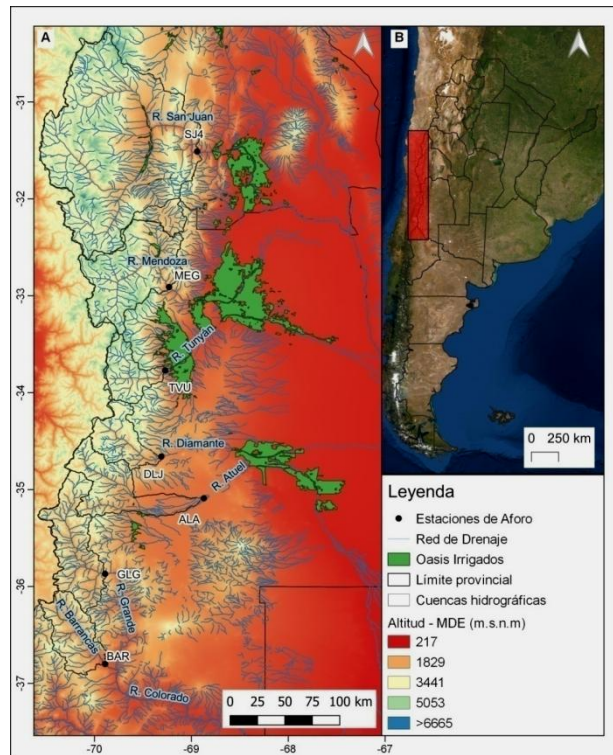 A
B
-31
-32
-33
-34
-35
-36
-37
R. San Juan
SJ4
R. Mendoza
MEG
R. Tunyán
TVU
R. Diamante
DLJ
R. Atuel
ALA
GLG
R. Grande
R. Barrancas
BAR
R. Colorado
0 25 50 75 100 km
-70 -69 -68 -67
0 250 km
Leyenda
Estaciones de Aforo
Red de Drenaje
Oasis Irrigados
Límite provincial
Cuencas hidrográficas
Altitud - MDE (m.s.n.m)
217
1829
3441
5053
>6665